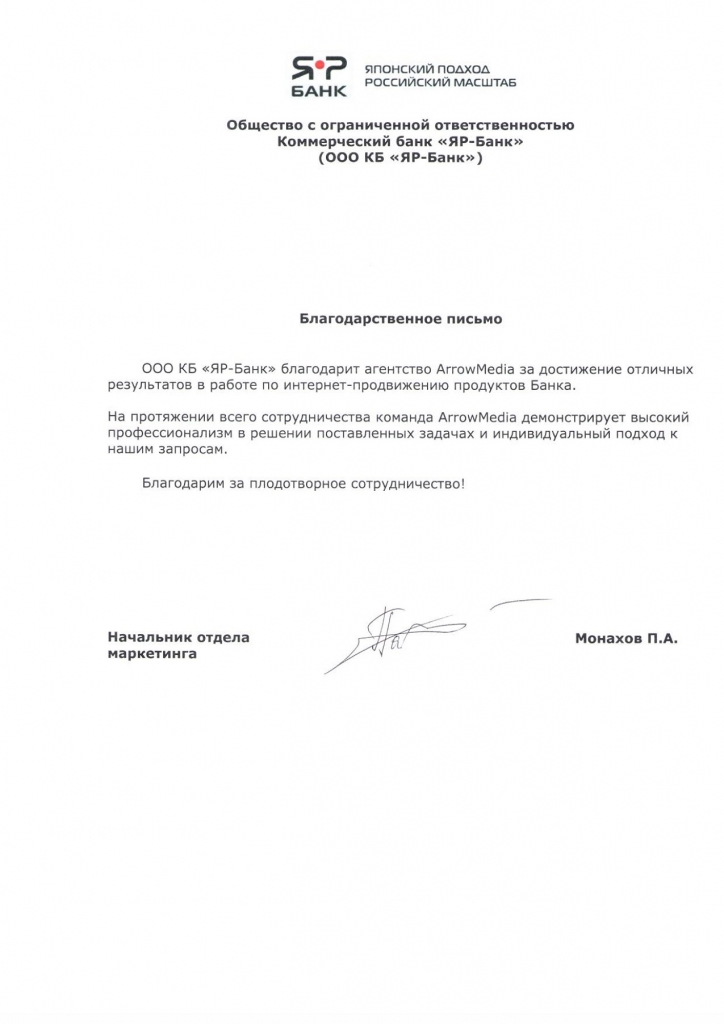 ЯР
БАНК
ЯПОНСКИЙ ПОДХОД
РОССИЙСКИЙ МАСШТАБ
Общество с ограниченной ответственностью
Коммерческий банк «ЯР-Банк»
(ООО КБ «ЯР-Банк»)
Благодарственное письмо
ООО КБ «ЯР-Банк» благодарит агентство ArrowMedia за достижение отличных
результатов в работе по интернет-продвижению продуктов Банка.
На протяжении всего сотрудничества команда ArrowMedia демонстрирует высокий
профессионализм в решении поставленных задачах и индивидуальный подход к
нашим запросам.
Благодарим за плодотворное сотрудничество!
Начальник отдела
маркетинга
Монахов П.А.